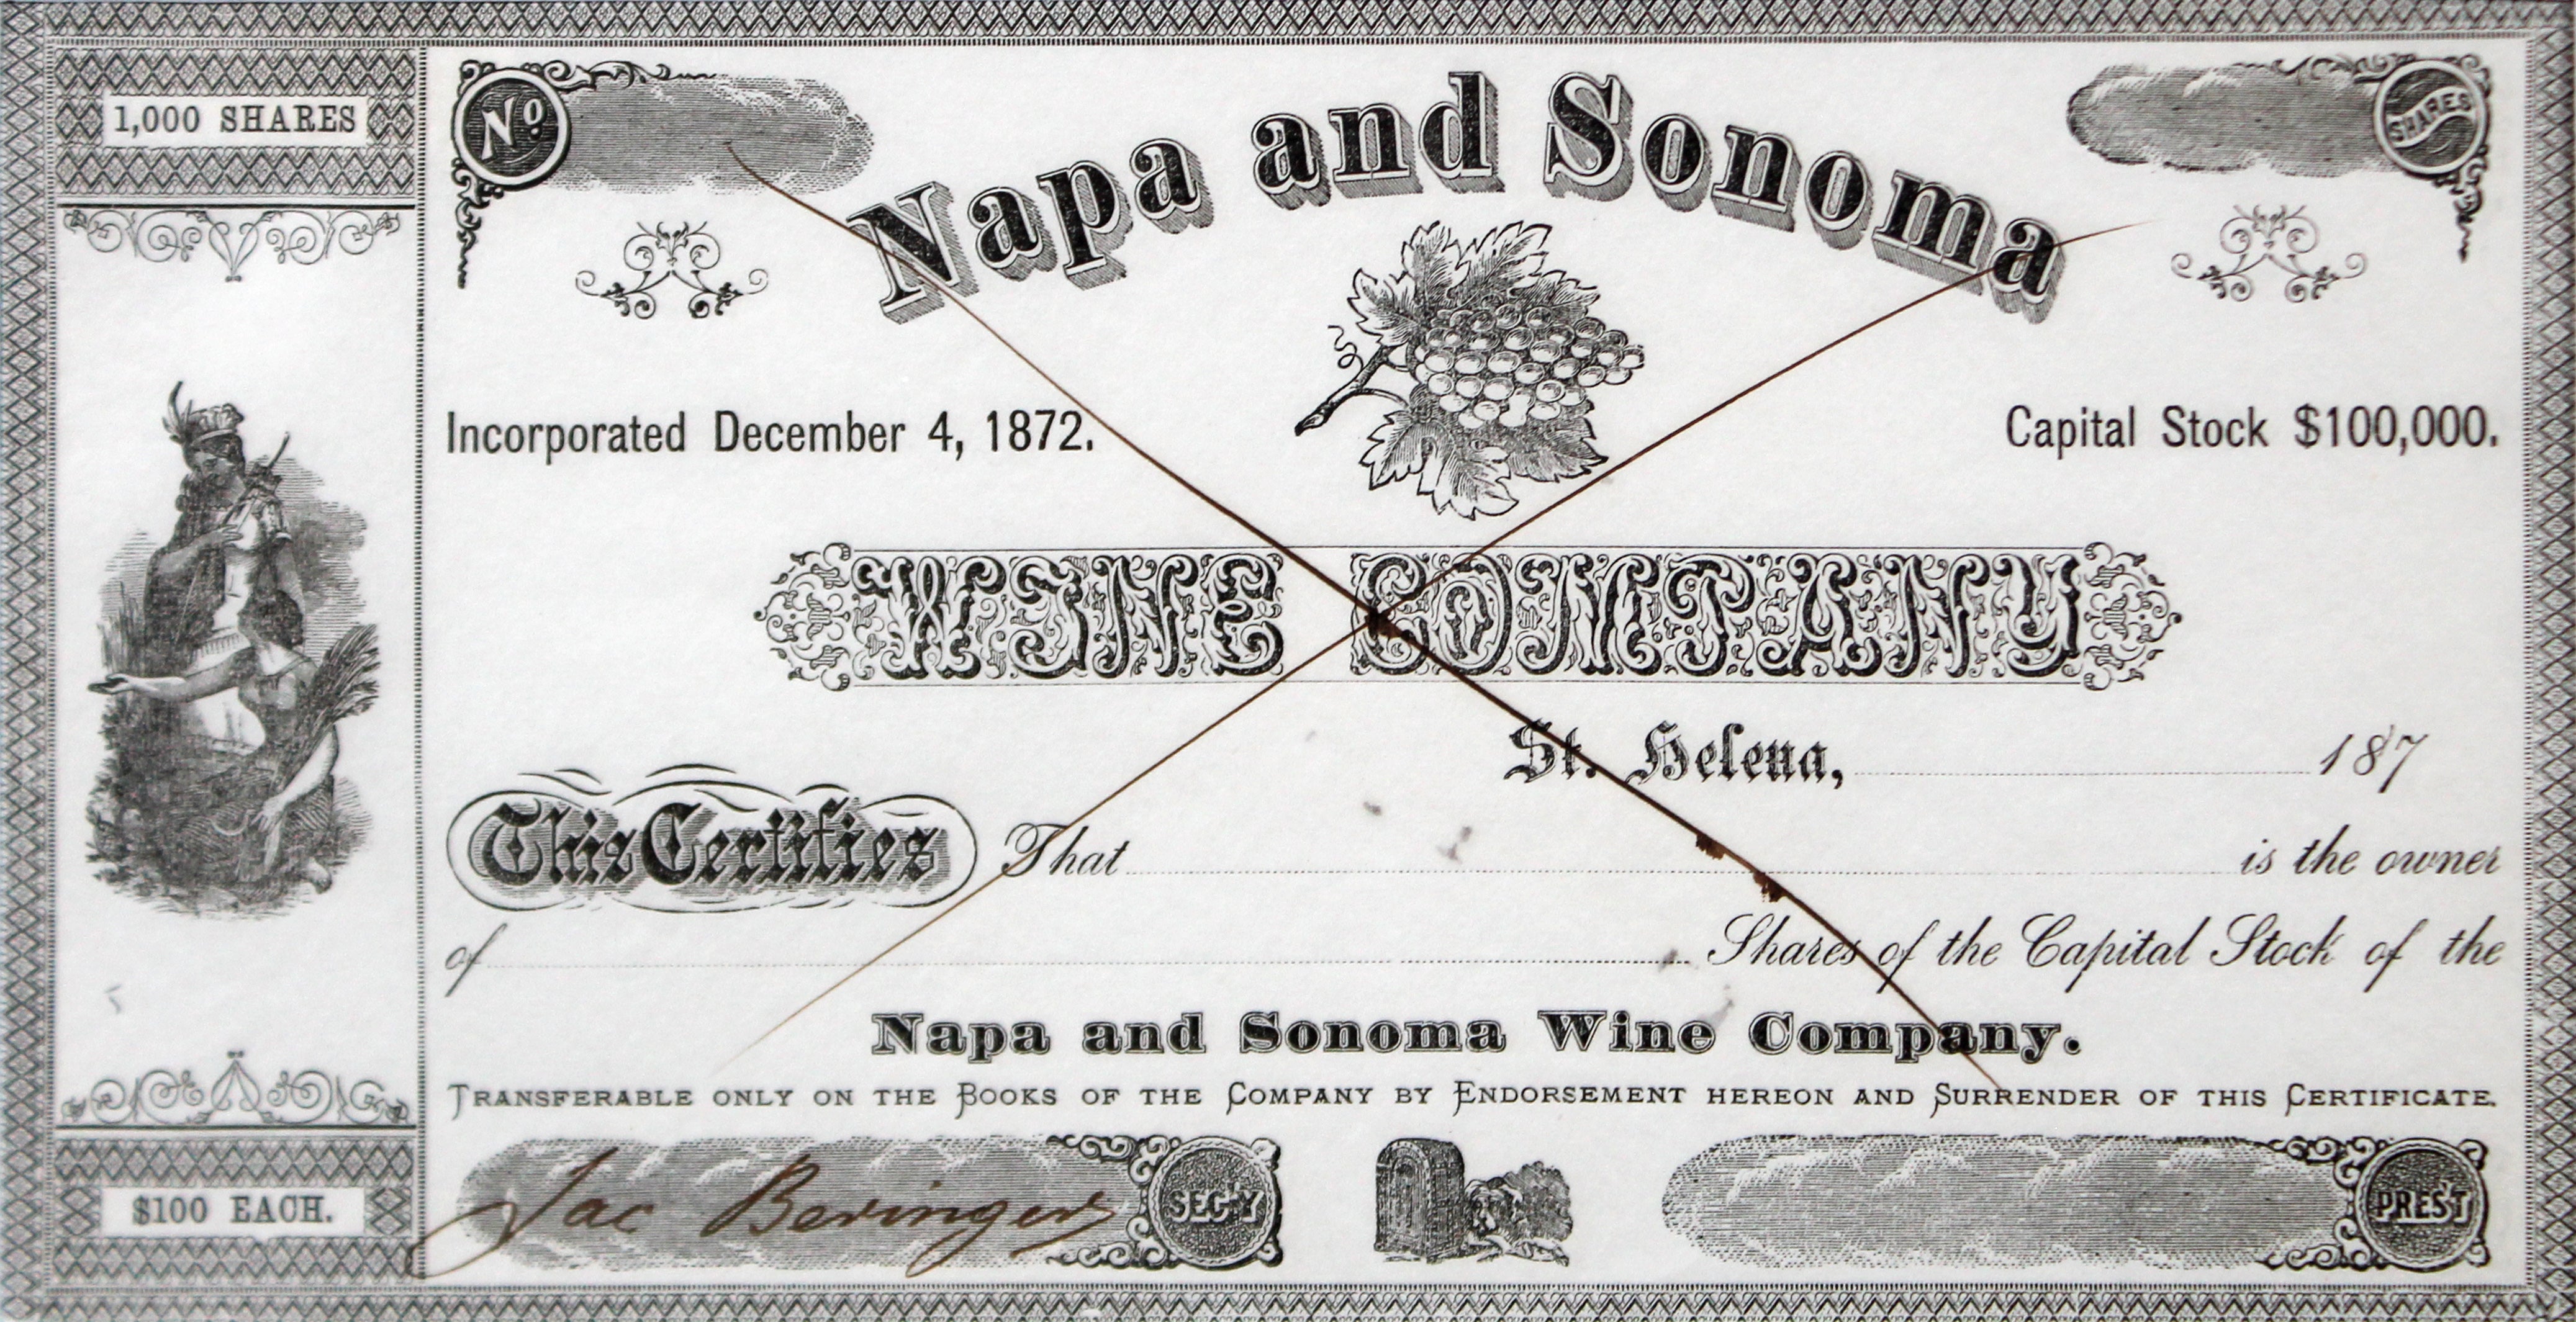 1,000 SHARES
No
SHARES
Napa and Sonoma
Incorporated December 4, 1872.
Capital Stock $100,000.
WINE COMPANY
St. Helena, 187
This Certifies That is the owner
of Shares of the Capital Stock of the
Napa and Sonoma Wine Company.
TRANSFERABLE ONLY ON THE BOOKS OF THE COMPANY BY ENDORSEMENT HEREON AND SURRENDER OF THIS CERTIFICATE.
$100 EACH.
Jac Beringer
SEC'Y
PRES'T